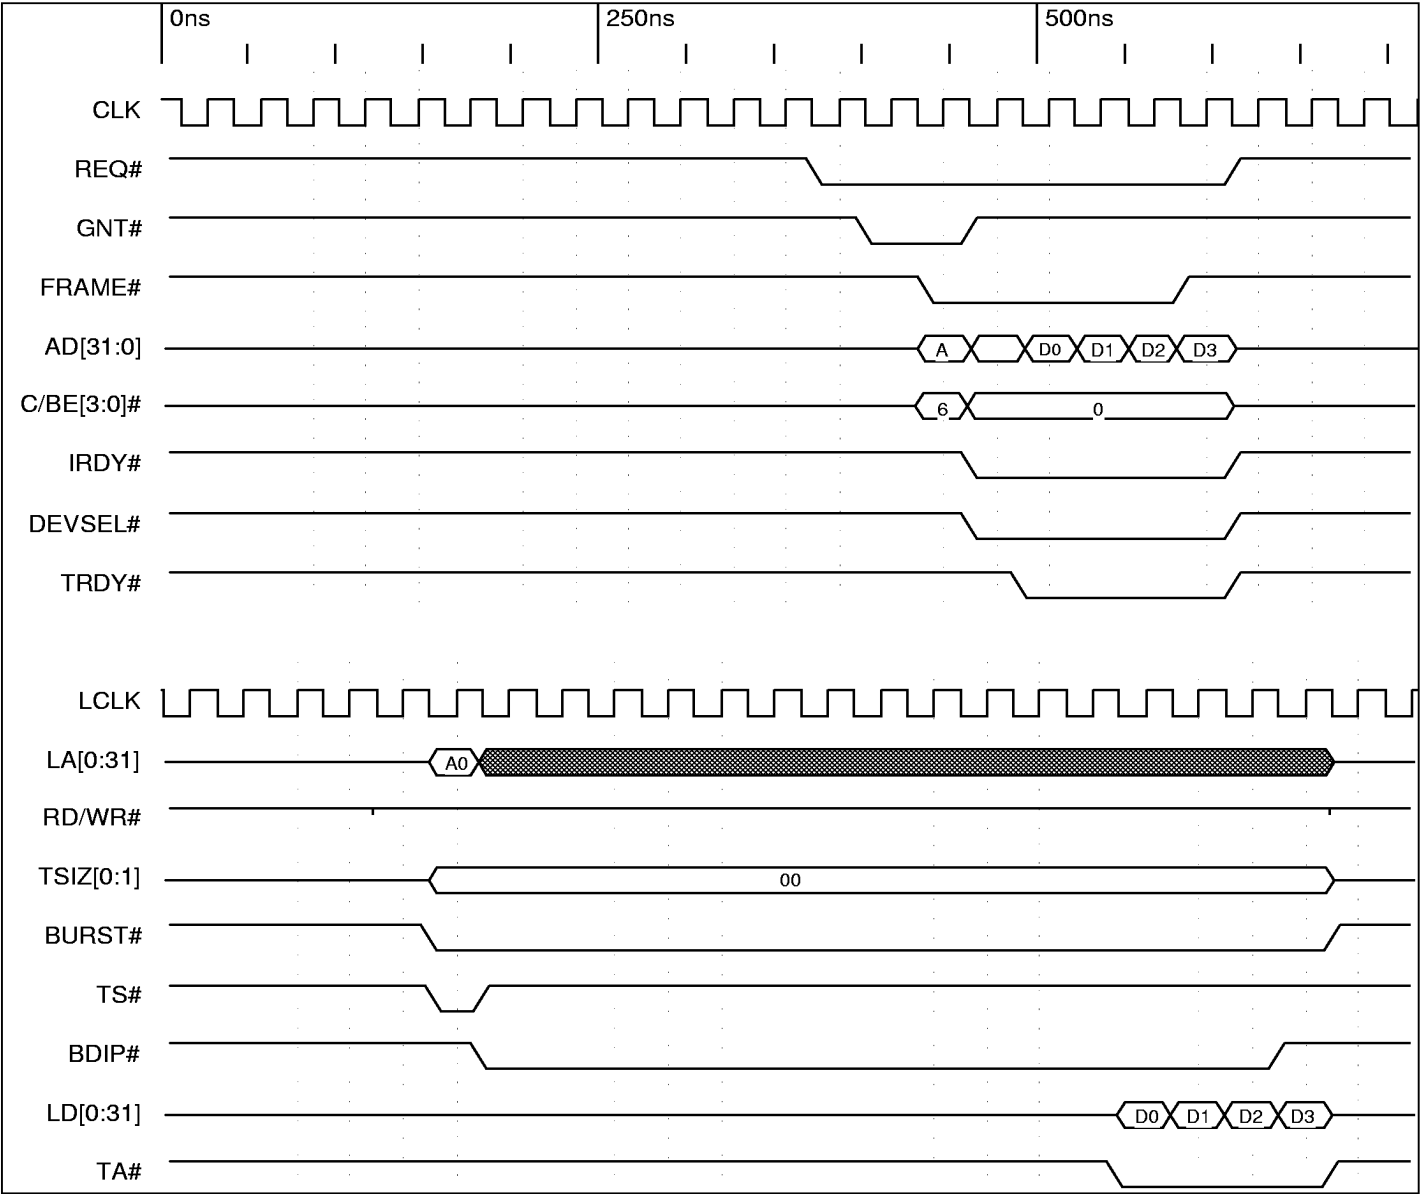 0ns 250ns 500ns
CLK
REQ#
GNT#
FRAME#
AD[31:0] A D0 D1 D2 D3
C/BE[3:0]# 6 0
IRDY#
DEVSEL#
TRDY#
LCLK
LA[0:31] A0
RD/WR#
TSIZ[0:1] 00
BURST#
TS#
BDIP#
LD[0:31] D0 D1 D2 D3
TA#